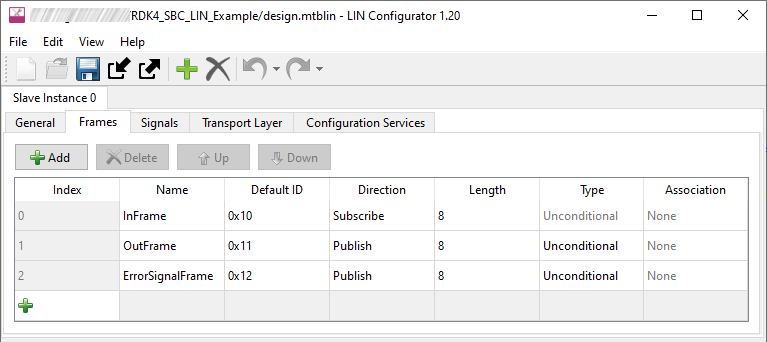 /RDK4_SBC_LIN_Example/design.mtblin - LIN Configurator 1.20
File Edit View Help
Slave Instance 0
General Frames Signals Transport Layer Configuration Services
Add Delete Up Down
Index Name Default ID Direction Length Type Association
0 InFrame 0x10 Subscribe 8 Unconditional None
1 OutFrame 0x11 Publish 8 Unconditional None
2 ErrorSignalFrame 0x12 Publish 8 Unconditional None